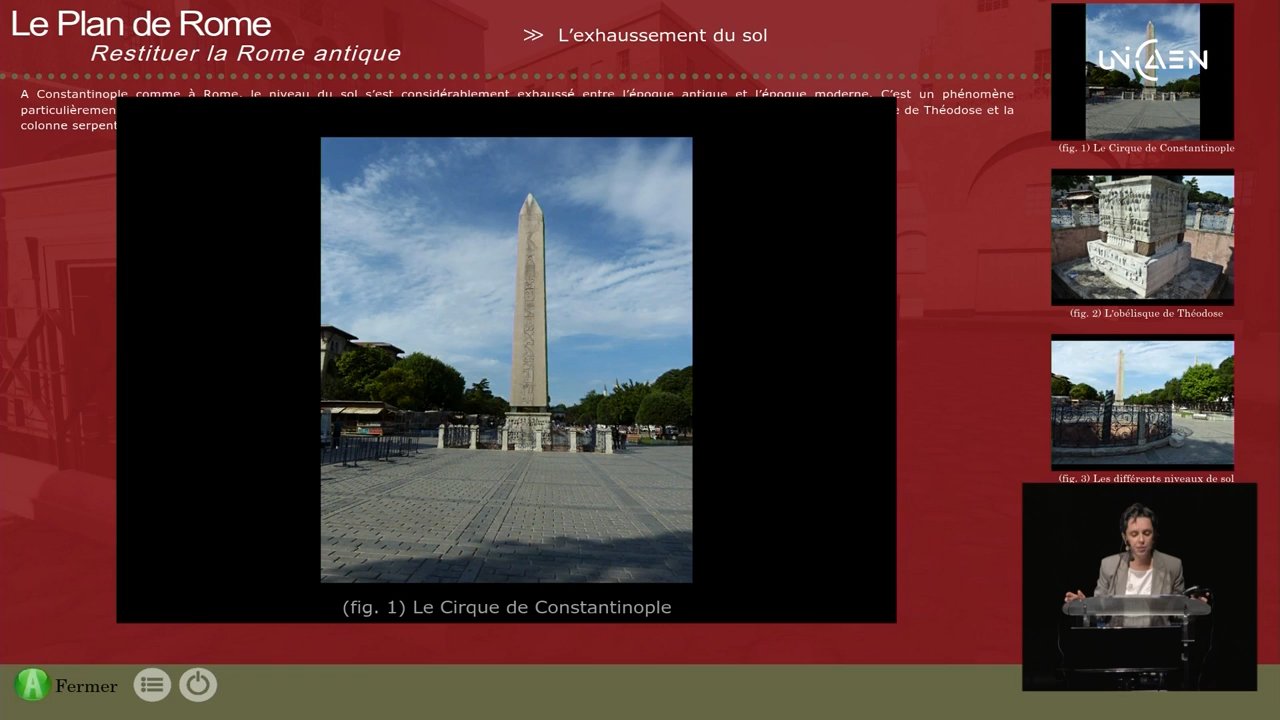 Le Plan de Rome
Restituer la Rome antique
>> L'exhaussement du sol
A Constantinople comme à Rome, le niveau du sol s'est considérablement exhaussé entre l'époque antique et l'époque moderne. C'est un phénomène
de Théodose et la
colonne
(fig. 1) Le Cirque de Constantinople
UNICAEN
(fig. 1) Le Cirque de Constantinople
(fig. 2) L'obélisque de Théodose
(fig. 3) Les différents niveaux de sol
A Fermer